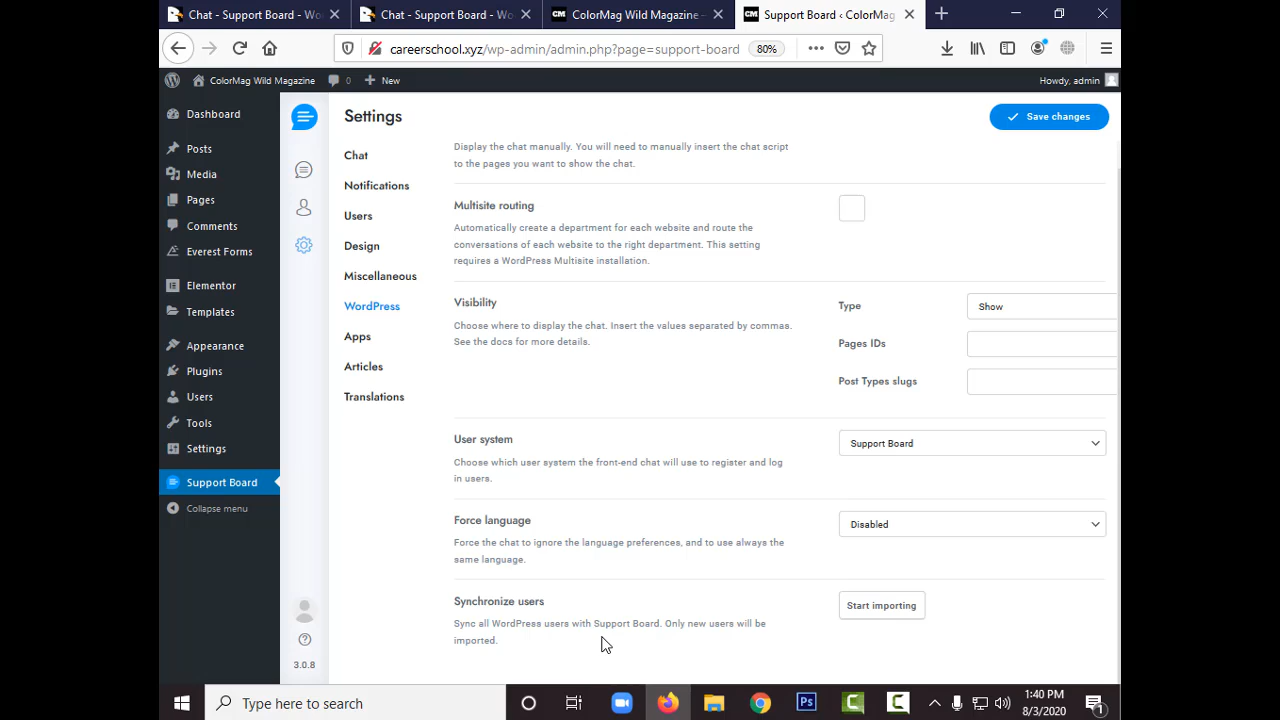 Chat - Support Board - Wo
Chat - Support Board - Wo
ColorMag Wild Magazine –
Support Board ‹ ColorMag
careerschool.xyz/wp-admin/admin.php?page=support-board
80%
ColorMag Wild Magazine
0
New
Howdy, admin
Dashboard
Posts
Media
Pages
Comments
Everest Forms
Elementor
Templates
Appearance
Plugins
Users
Tools
Settings
Support Board
Collapse menu
3.0.8
Settings
Save changes
Chat
Notifications
Users
Design
Miscellaneous
WordPress
Apps
Articles
Translations
Display the chat manually. You will need to manually insert the chat script
to the pages you want to show the chat.
Multisite routing
Automatically create a department for each website and route the
conversations of each website to the right department. This setting
requires a WordPress Multisite installation.
Visibility
Choose where to display the chat. Insert the values separated by commas.
See the docs for more details.
Type
Show
Pages IDs
Post Types slugs
User system
Choose which user system the front-end chat will use to register and log
in users.
Support Board
Force language
Force the chat to ignore the language preferences, and to use always the
same language.
Disabled
Synchronize users
Sync all WordPress users with Support Board. Only new users will be
imported.
Start importing
Type here to search
Ps
1:40 PM
8/3/2020
1